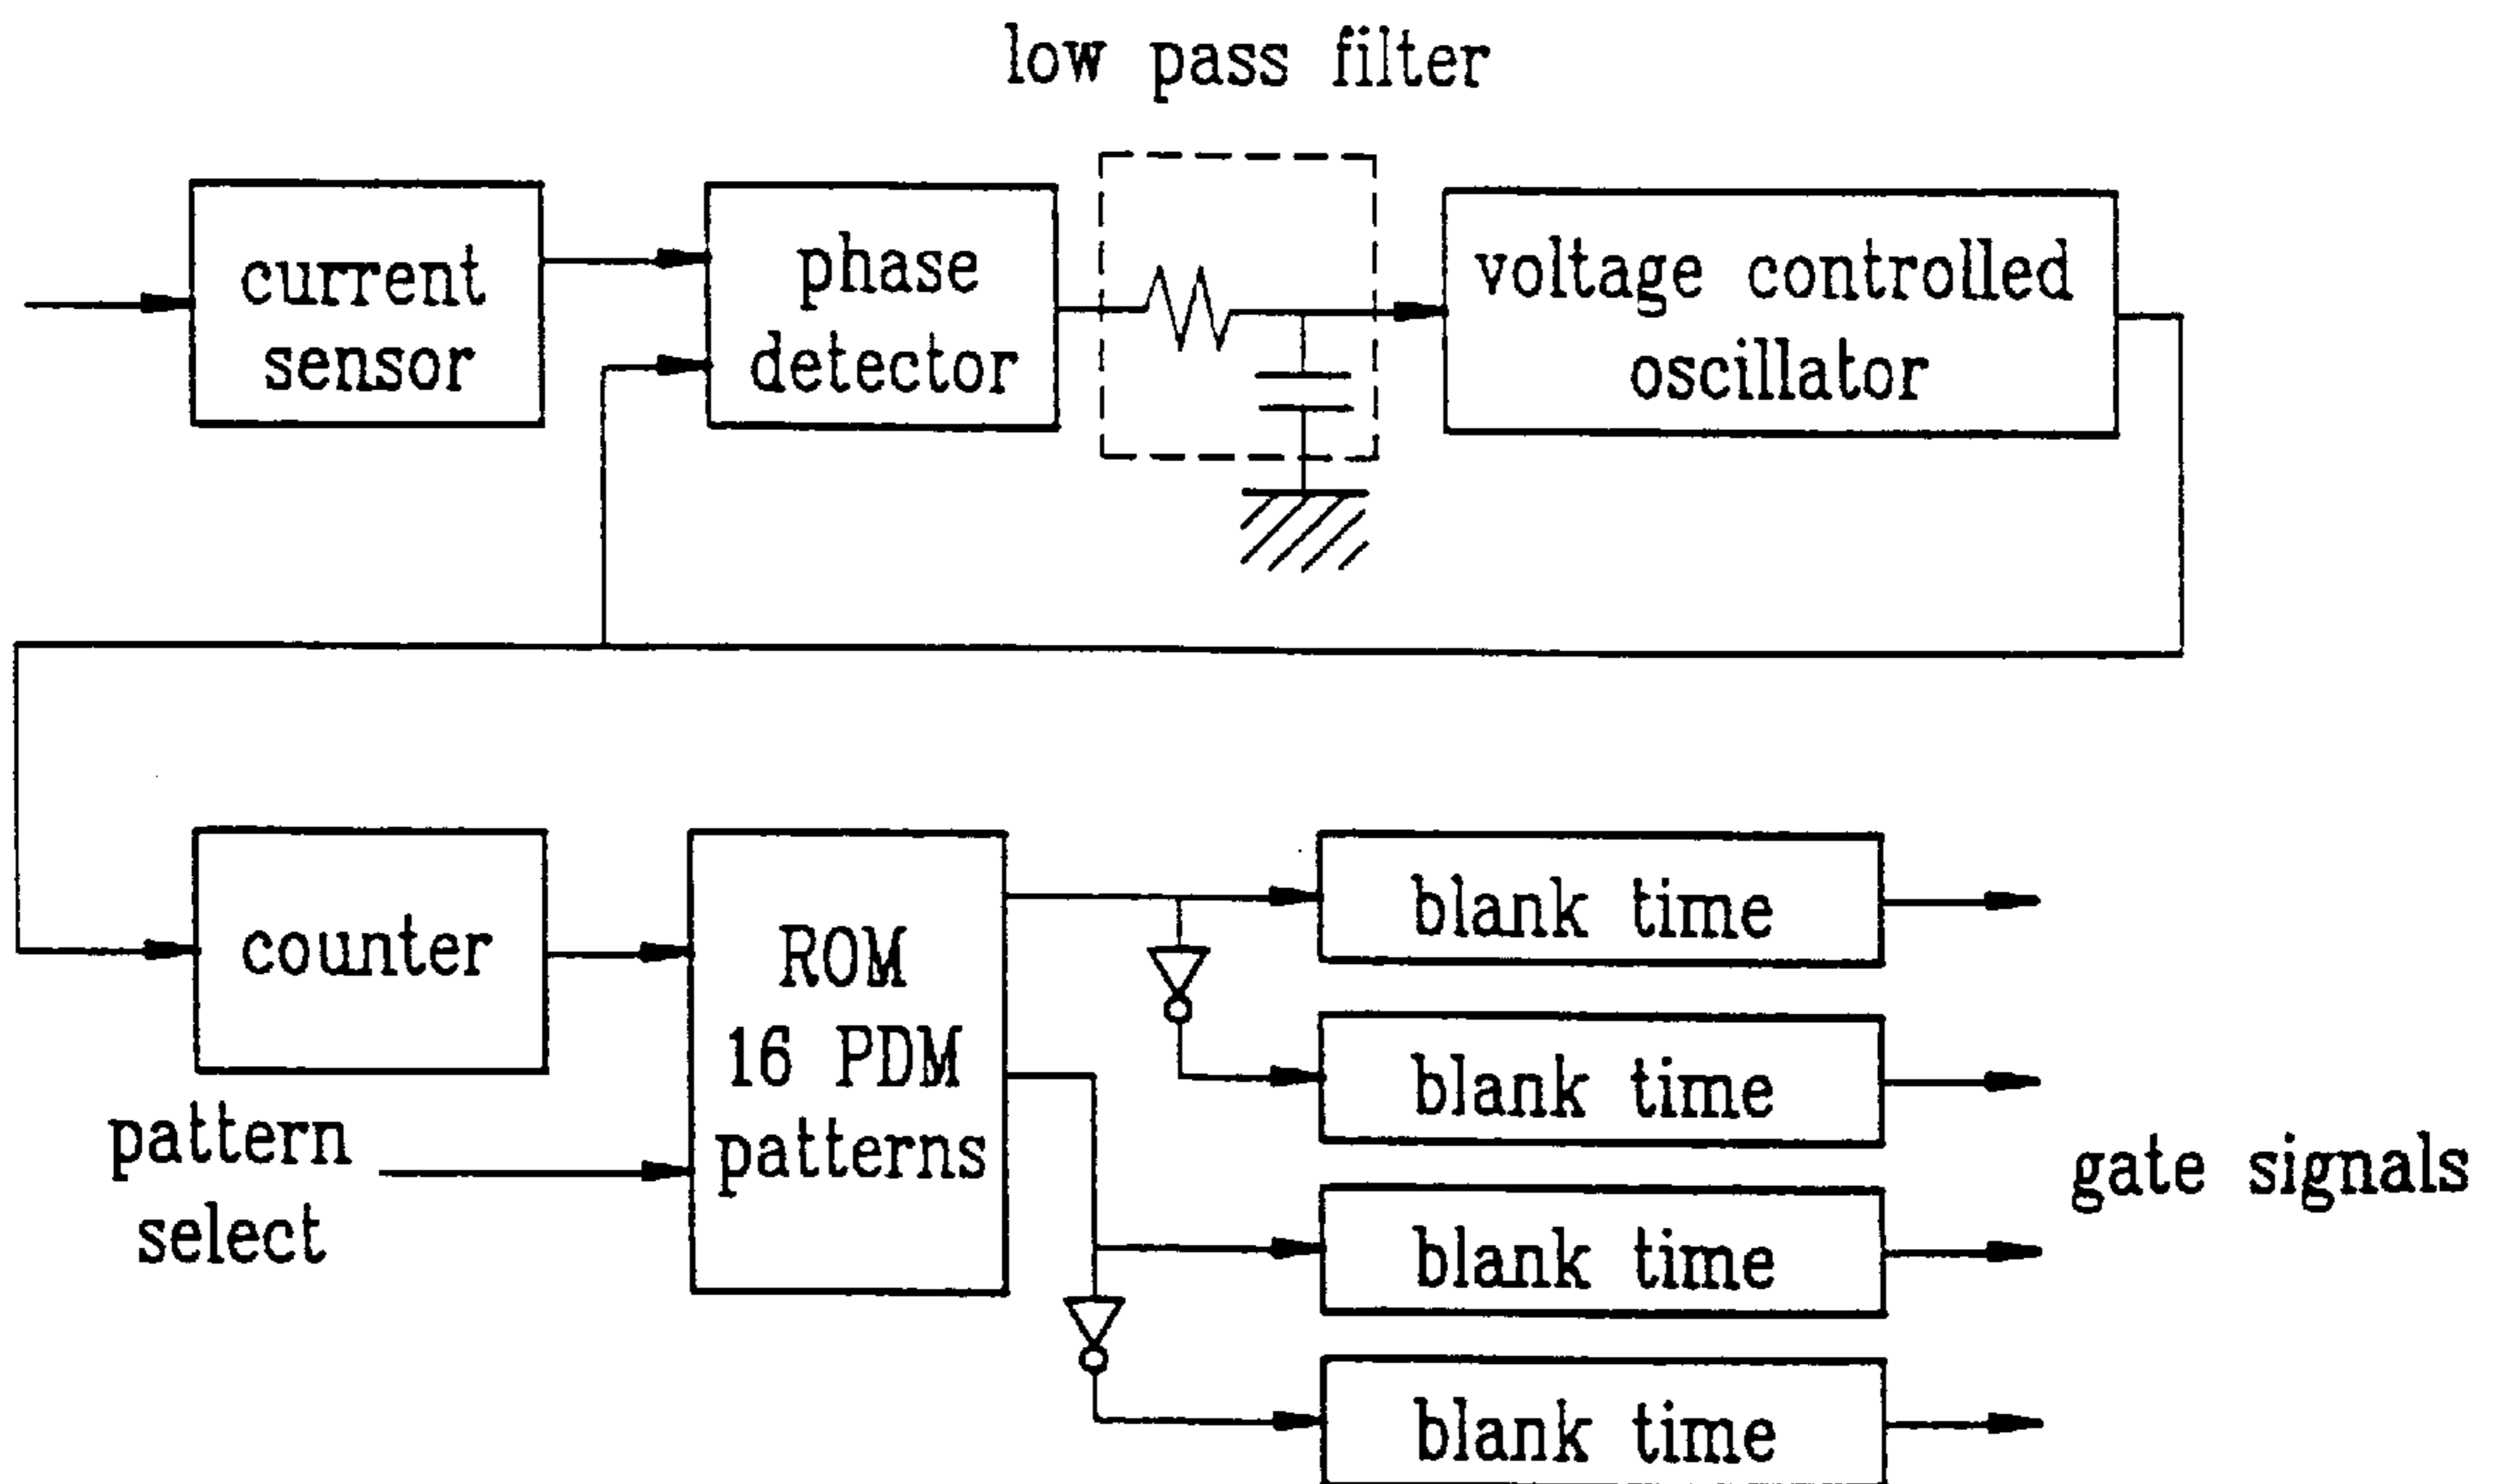 low pass filter
current
sensor
phase
detector
voltage controlled
oscillator
counter
pattern
select
ROM
16 PDM
patterns
blank time
blank time
blank time
blank time
gate signals